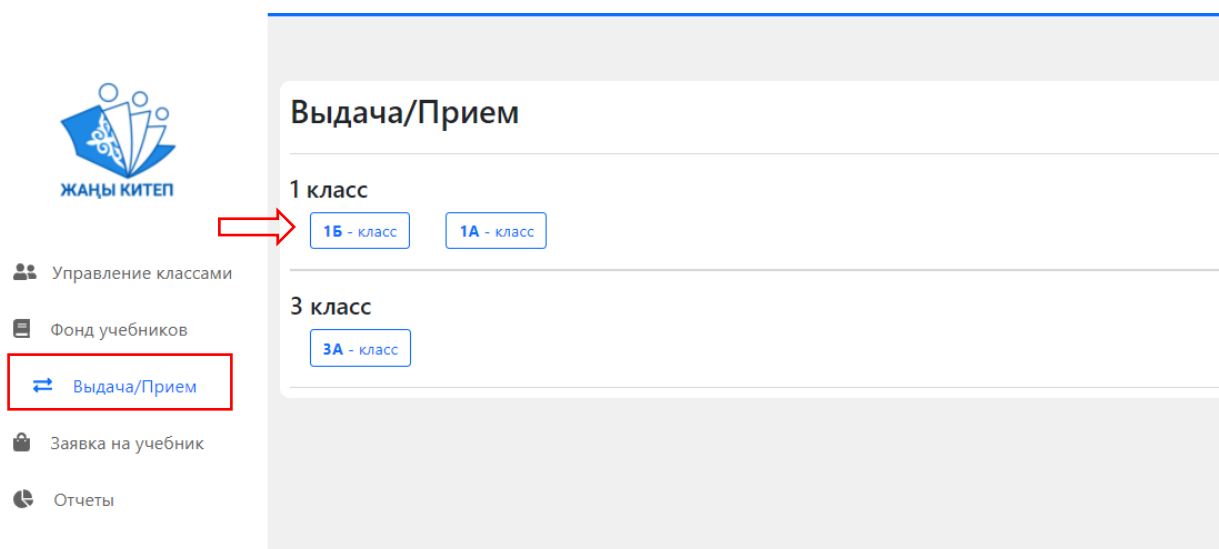 ЖАҢЫ КИТЕП
Управление классами
Фонд учебников
Выдача/Прием
Заявка на учебник
Отчеты
Выдача/Прием
1 класс
1Б - класс 1А - класс
3 класс
3А - класс